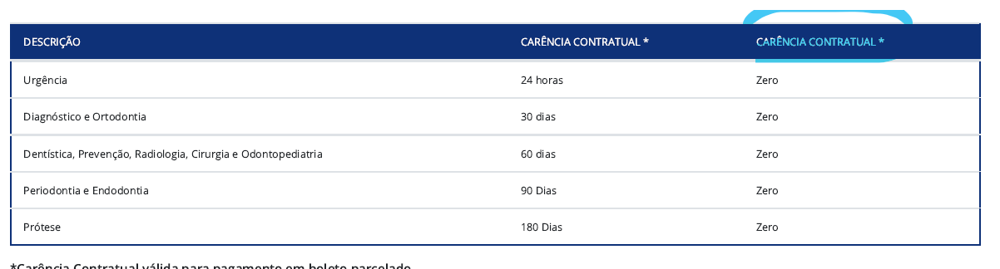 DESCRIÇÃO CARÊNCIA CONTRATUAL * CARÊNCIA CONTRATUAL *
Urgência 24 horas Zero
Diagnóstico e Ortodontia 30 dias Zero
Dentística, Prevenção, Radiologia, Cirurgia e Odontopediatria 60 dias Zero
Periodontia e Endodontia 90 Dias Zero
Prótese 180 Dias Zero
*Carência Contratual válida para pagamento em boleto parcelado